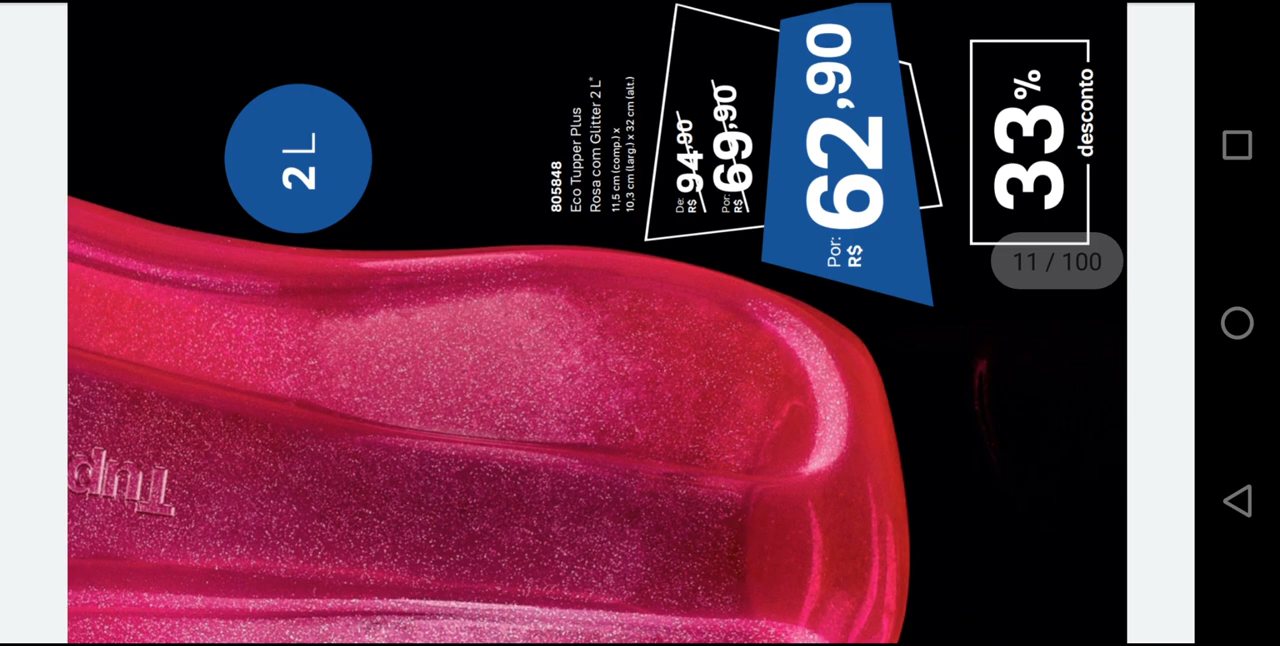 2 L
805848
Eco Tupper Plus
Rosa com Glitter 2 L*
11,5 cm (comp.) x
10,3 cm (larg.) x 32 cm (alt.)
De:
R$ 94,90
Por:
R$ 69,90
Por:
R$ 62,90
33%
desconto
11 / 100
Tupp